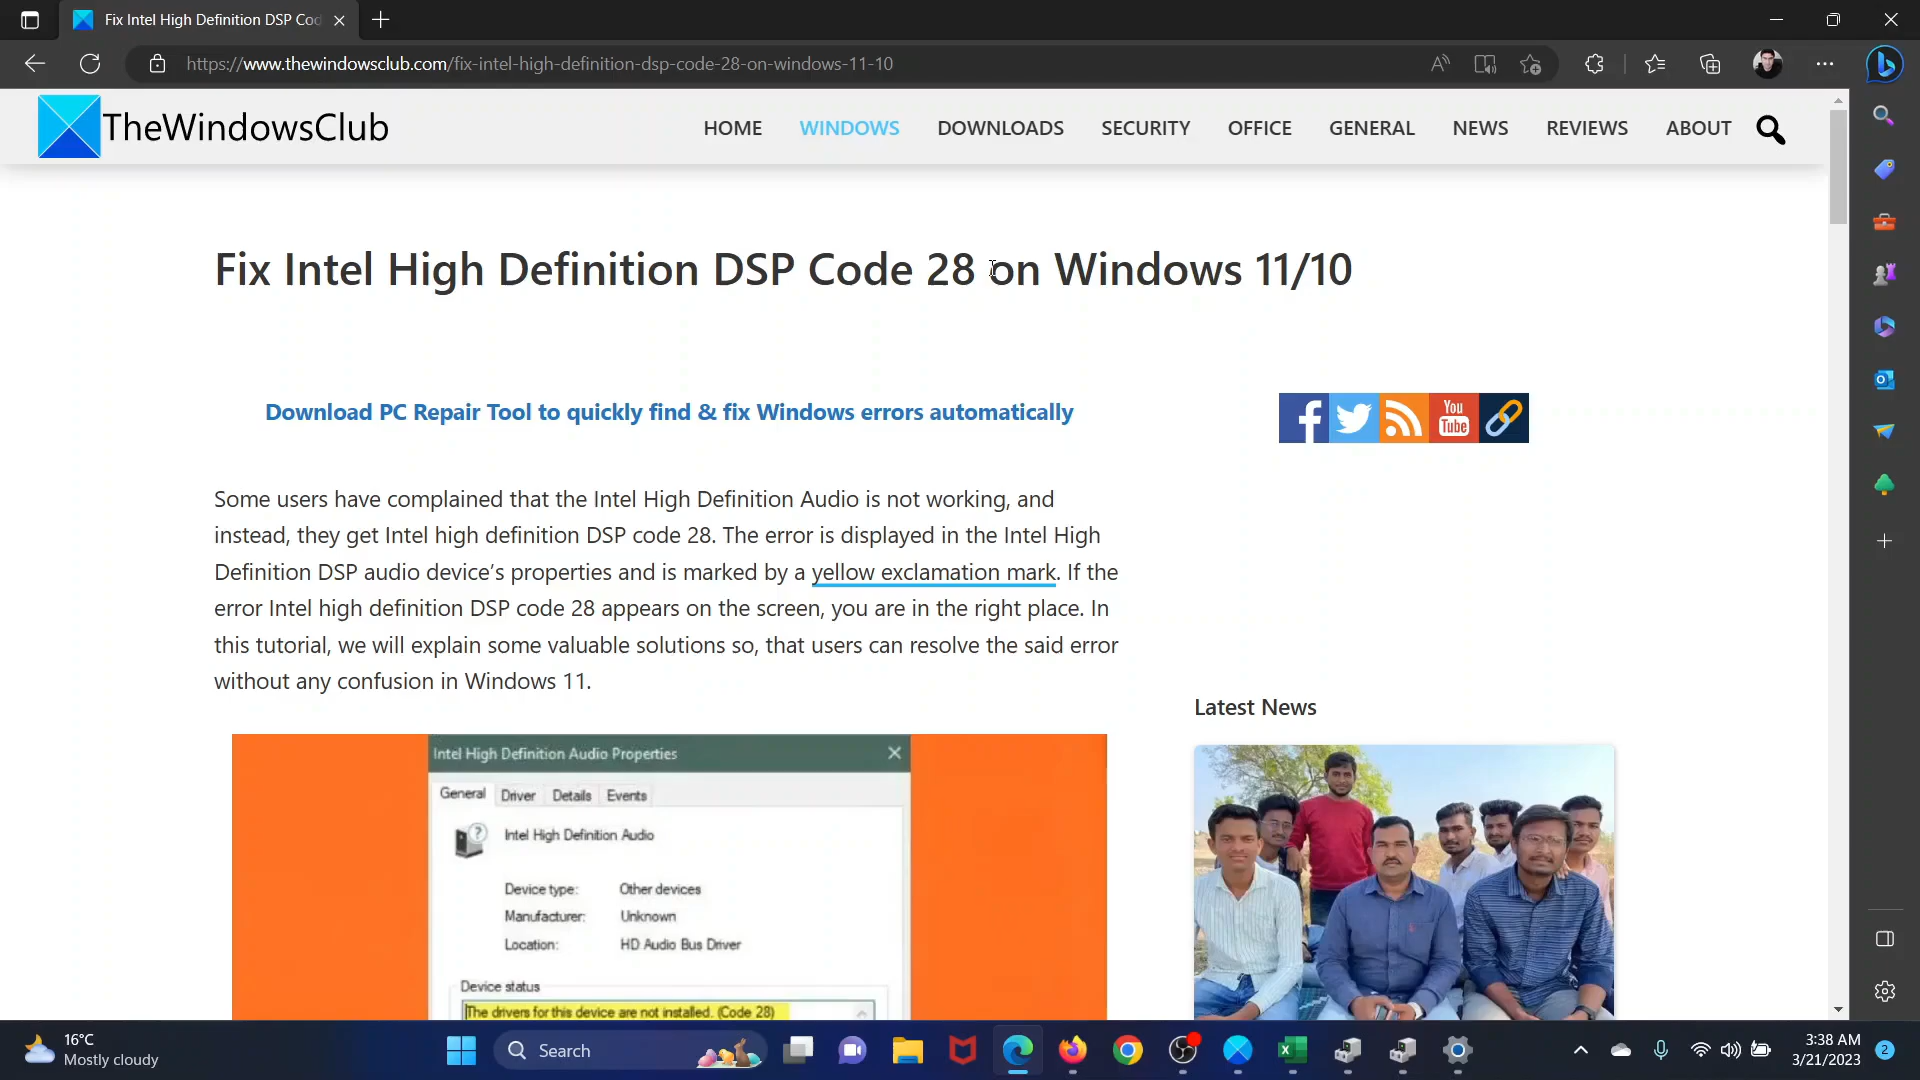 Fix Intel High Definition DSP Cod
https://www.thewindowsclub.com/fix-intel-high-definition-dsp-code-28-on-windows-11-10
TheWindowsClub
HOME
WINDOWS
DOWNLOADS
SECURITY
OFFICE
GENERAL
NEWS
REVIEWS
ABOUT
Fix Intel High Definition DSP Code 28 on Windows 11/10
Download PC Repair Tool to quickly find & fix Windows errors automatically
You
Tube
Some users have complained that the Intel High Definition Audio is not working, and
instead, they get Intel high definition DSP code 28. The error is displayed in the Intel High
Definition DSP audio device’s properties and is marked by a yellow exclamation mark. If the
error Intel high definition DSP code 28 appears on the screen, you are in the right place. In
this tutorial, we will explain some valuable solutions so, that users can resolve the said error
without any confusion in Windows 11.
Latest News
Intel High Definition Audio Properties
General
Driver
Details
Events
Intel High Definition Audio
Device type: Other devices
Manufacturer: Unknown
Location: HD Audio Bus Driver
Device status
The drivers for this device are not installed. (Code 28)
16°C
Mostly cloudy
Search
3:38 AM
3/21/2023
2